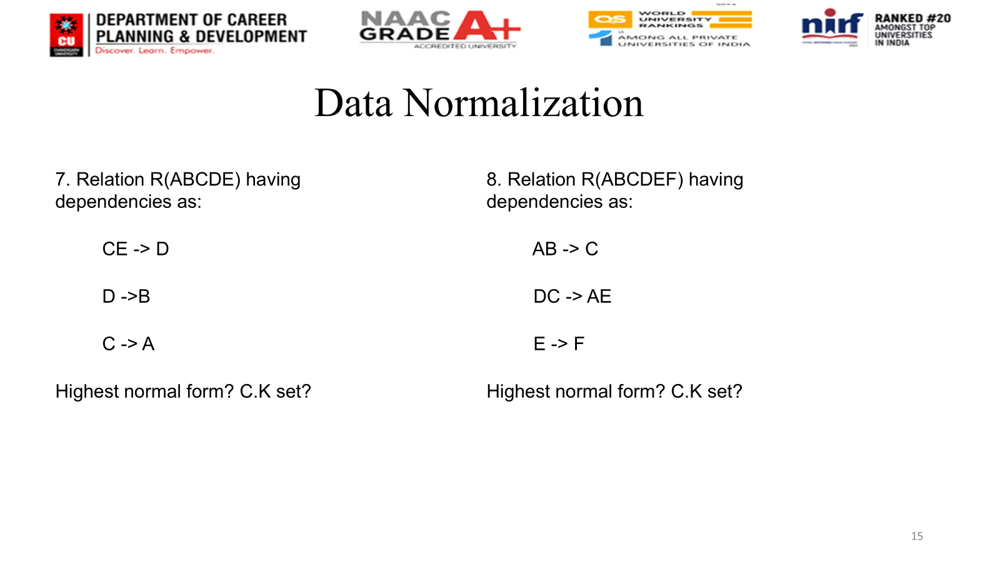 DEPARTMENT OF CAREER
PLANNING & DEVELOPMENT
Discover. Learn. Empower.
CU
CHANDIGARH
UNIVERSITY
NAAC
GRADE A+
ACCREDITED UNIVERSITY
QS WORLD
UNIVERSITY
RANKINGS
1st AMONG ALL PRIVATE
UNIVERSITIES OF INDIA
nirf
RANKED #20
AMONGST TOP
UNIVERSITIES
IN INDIA
Data Normalization
7. Relation R(ABCDE) having
dependencies as:
CE -> D
D ->B
C -> A
Highest normal form? C.K set?
8. Relation R(ABCDEF) having
dependencies as:
AB -> C
DC -> AE
E -> F
Highest normal form? C.K set?
15